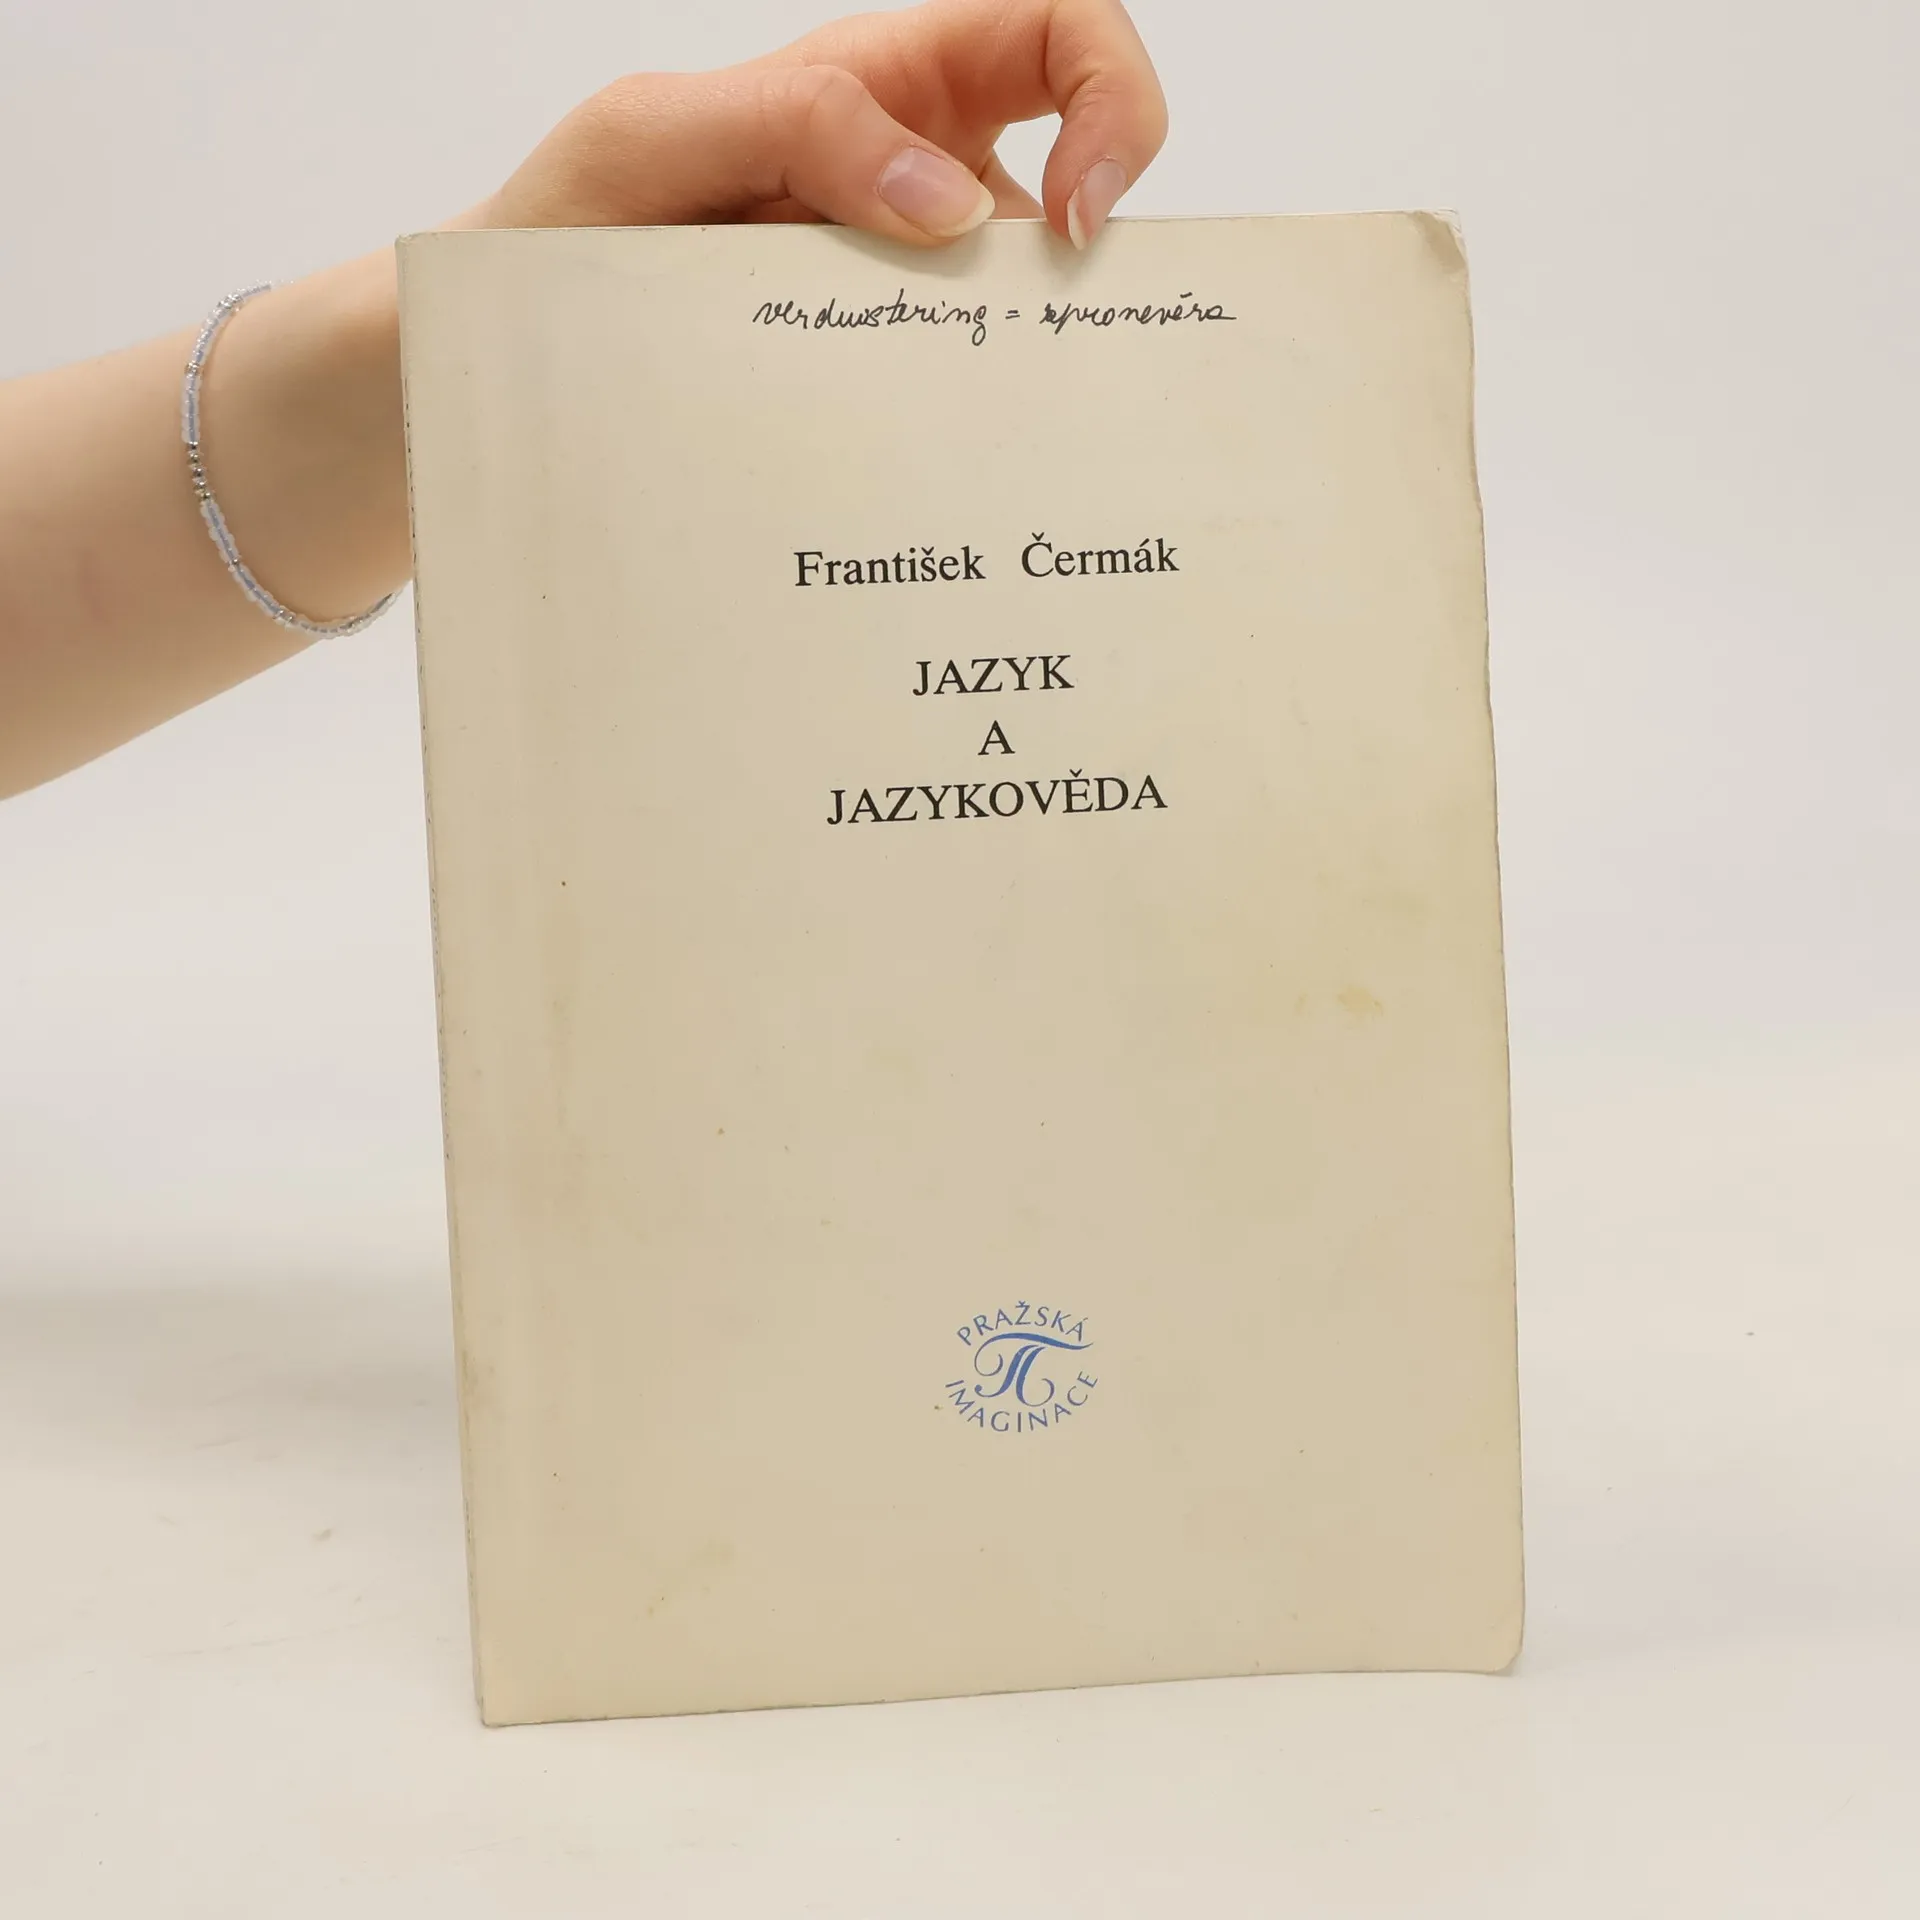 verduistering = zpronevěra
František Čermák
JAZYK
A
JAZYKOVĚDA
PRAŽSKÁ
IMAGINACE